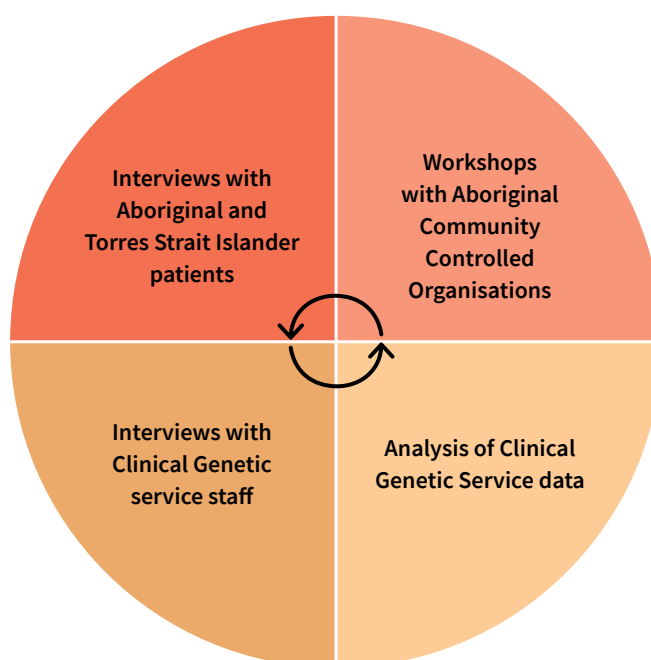 Interviews with
Aboriginal and
Torres Strait Islander
patients
Workshops
with Aboriginal
Community
Controlled
Organisations
Interviews with
Clinical Genetic
service staff
Analysis of Clinical
Genetic Service data